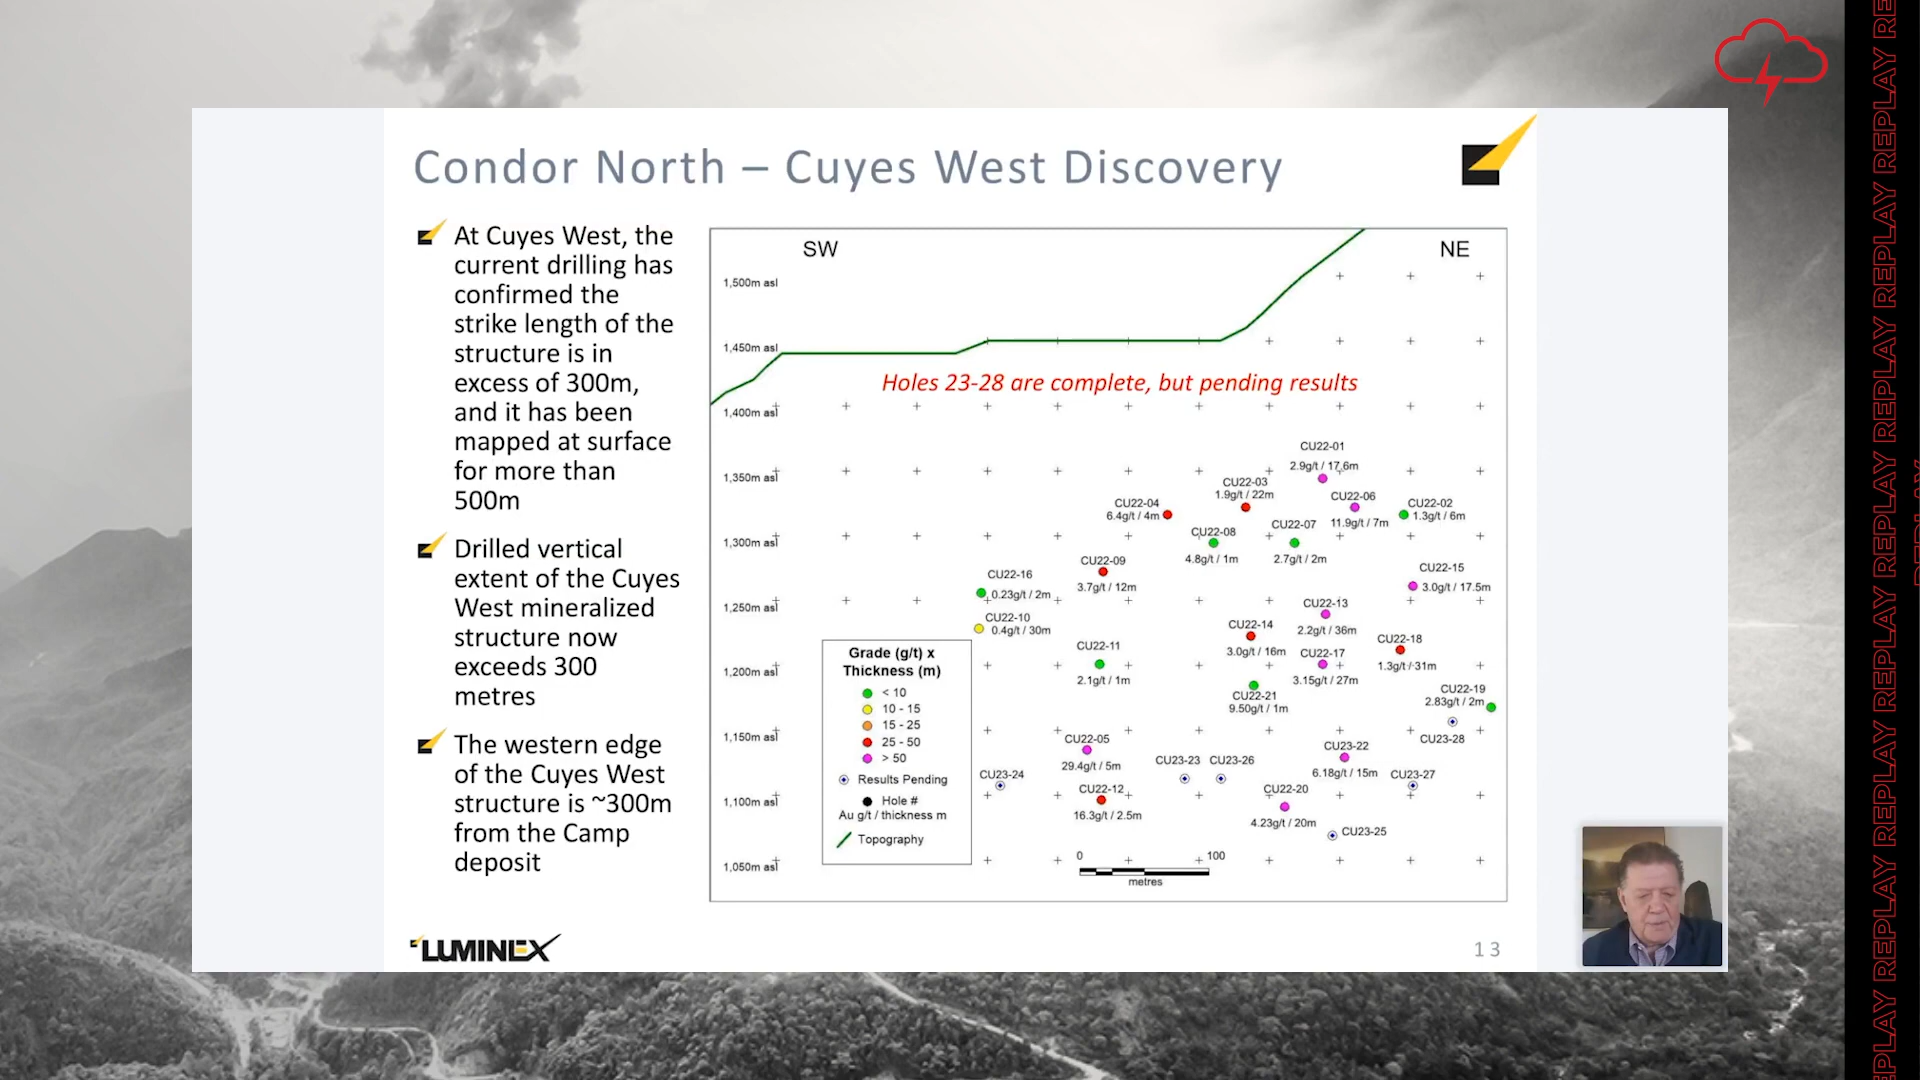 Condor North – Cuyes West Discovery
At Cuyes West, the
current drilling has
confirmed the
strike length of the
structure is in
excess of 300m,
and it has been
mapped at surface
for more than
500m
Drilled vertical
extent of the Cuyes
West mineralized
structure now
exceeds 300
metres
The western edge
of the Cuyes West
structure is ~300m
from the Camp
deposit
SW
NE
1,500m asl
1,450m asl
Holes 23-28 are complete, but pending results
1,400m asl
1,350m asl
1,300m asl
1,250m asl
1,200m asl
1,150m asl
1,100m asl
1,050m asl
CU22-01
2.9g/t / 17.6m
CU22-03
1.9g/t / 22m
CU22-04
6.4g/t / 4m
CU22-06
11.9g/t / 7m
CU22-02
1.3g/t / 6m
CU22-08
4.8g/t / 1m
CU22-07
2.7g/t / 2m
CU22-09
3.7g/t / 12m
CU22-16
0.23g/t / 2m
CU22-15
3.0g/t / 17.5m
CU22-10
0.4g/t / 30m
CU22-13
2.2g/t / 36m
CU22-14
3.0g/t / 16m
CU22-18
1.3g/t / 31m
CU22-11
2.1g/t / 1m
CU22-17
3.15g/t / 27m
CU22-21
9.50g/t / 1m
CU22-19
2.83g/t / 2m
CU23-28
CU22-05
29.4g/t / 5m
CU23-23
CU23-26
CU23-22
6.18g/t / 15m
CU23-24
CU23-27
CU22-12
16.3g/t / 2.5m
CU22-20
4.23g/t / 20m
CU23-25
Grade (g/t) x
Thickness (m)
< 10
10 - 15
15 - 25
25 - 50
> 50
Results Pending
Hole #
Au g/t / thickness m
Topography
0
100
metres
LUMINEX
13
REPLAY REPLAY REPLAY REPLAY REPLAY REPLAY REPLAY REPLAY
REPLAY